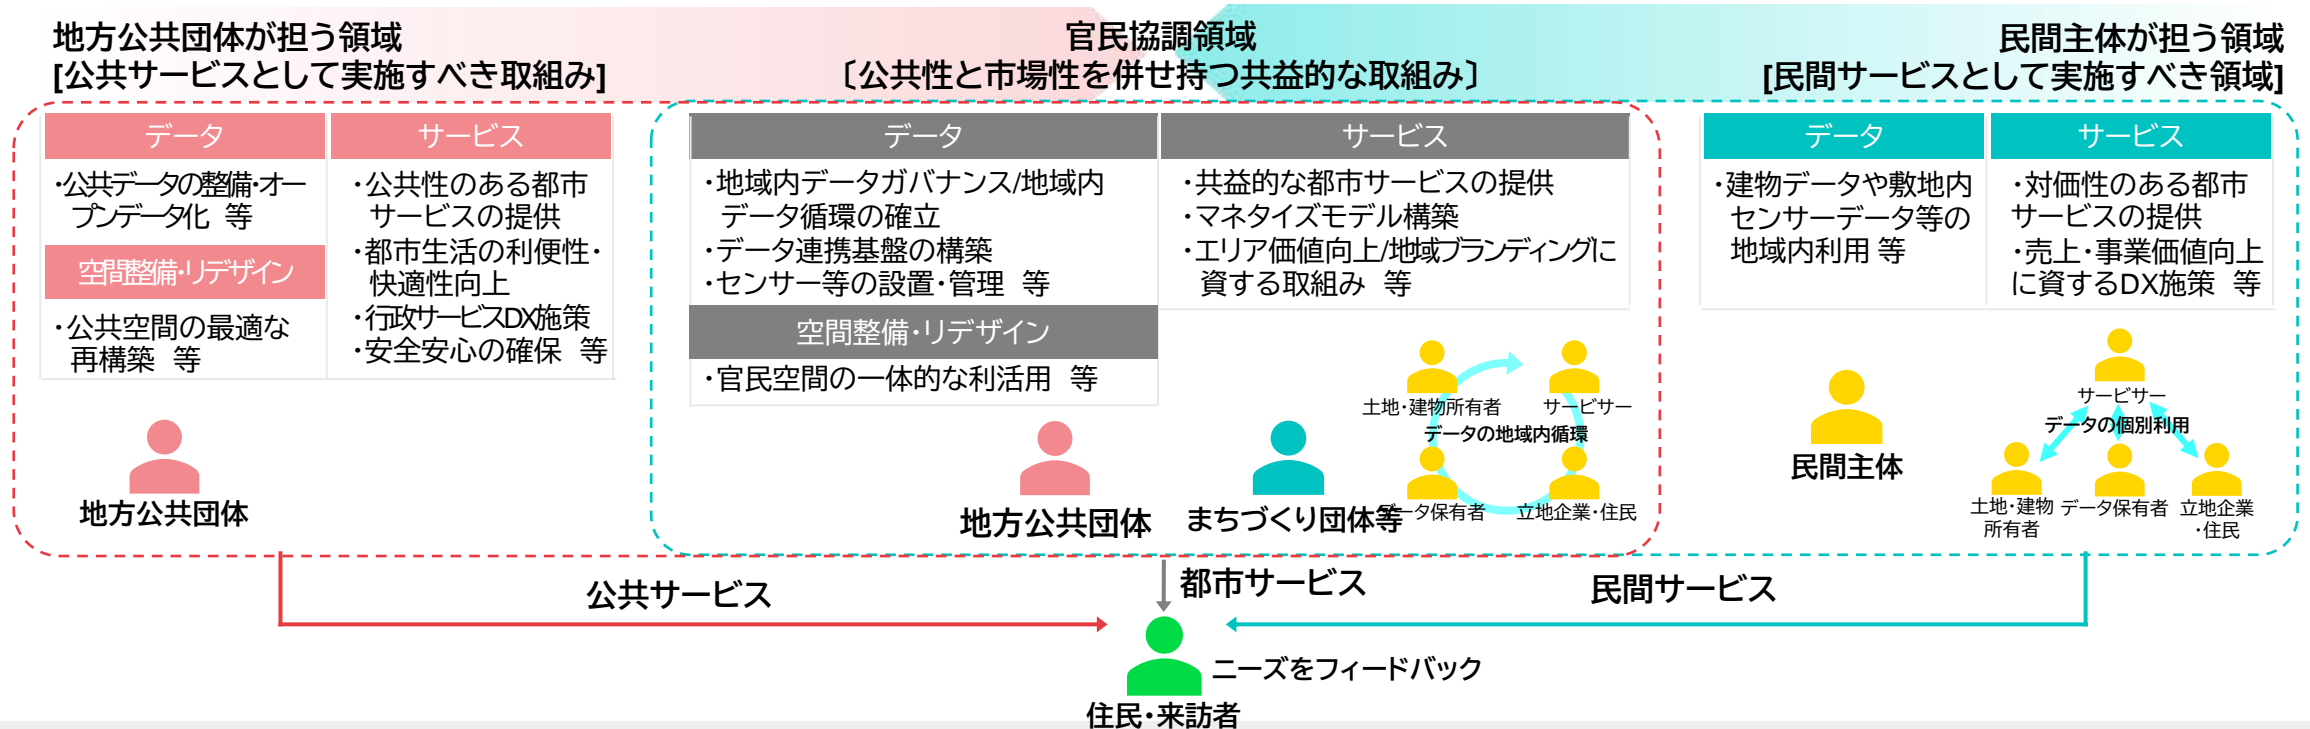 地方公共団体が担う領域
[公共サービスとして実施すべき取組み]
官民協調領域
〔公共性と市場性を併せ持つ共益的な取組み〕
民間主体が担う領域
[民間サービスとして実施すべき領域]
データ
・公共データの整備・オー
プンデータ化 等
空間整備・リデザイン
・公共空間の最適な
再構築 等
サービス
・公共性のある都市
サービスの提供
・都市生活の利便性・
快適性向上
・行政サービスDX施策
・安全安心の確保 等
地方公共団体
データ
・地域内データガバナンス/地域内
データ循環の確立
・データ連携基盤の構築
・センサー等の設置・管理 等
空間整備・リデザイン
・官民空間の一体的な利活用 等
サービス
・共益的な都市サービスの提供
・マネタイズモデル構築
・エリア価値向上/地域ブランディングに
資する取組み 等
地方公共団体
まちづくり団体等
土地・建物所有者
サービサー
データの地域内循環
データ保有者
立地企業・住民
データ
・建物データや敷地内
センサーデータ等の
地域内利用 等
サービス
・対価性のある都市
サービスの提供
・売上・事業価値向上
に資するDX施策 等
民間主体
サービサー
データの個別利用
土地・建物
所有者
データ保有者
立地企業
・住民
公共サービス
都市サービス
民間サービス
ニーズをフィードバック
住民・来訪者